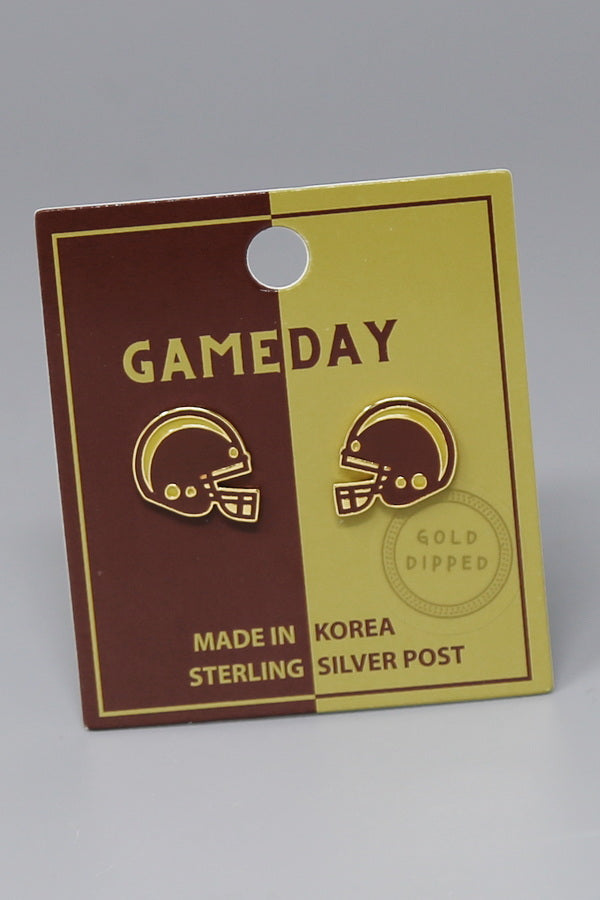 GAMEDAY
GOLD
DIPPED
MADE IN KOREA
STERLING SILVER POST